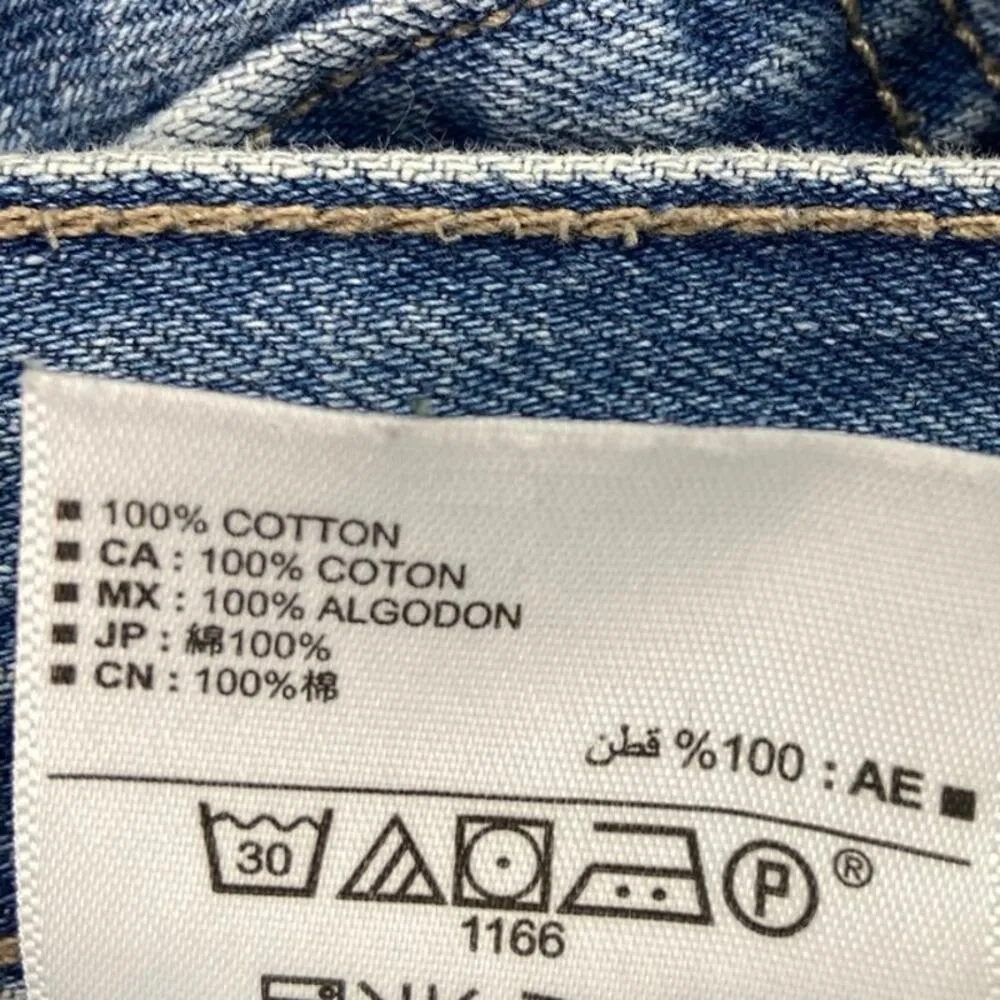 ■ 100% COTTON
■ CA : 100% COTON
■ MX : 100% ALGODON
■ JP : 綿100%
■ CN : 100%棉
■ AE : 100% قطن
30 P ®
1166